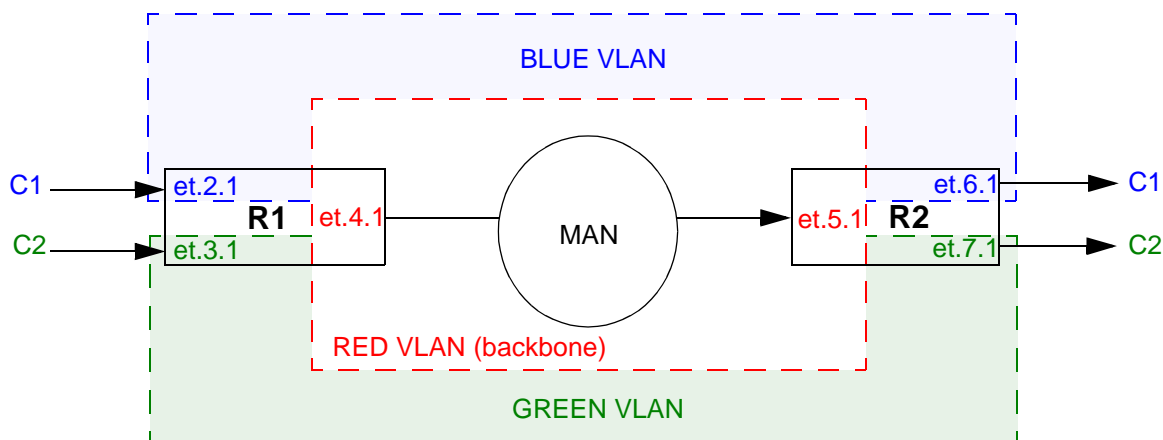 BLUE VLAN
C1
et.2.1
et.6.1
C1
R1
et.4.1
MAN
et.5.1
R2
C2
et.3.1
et.7.1
C2
RED VLAN (backbone)
GREEN VLAN